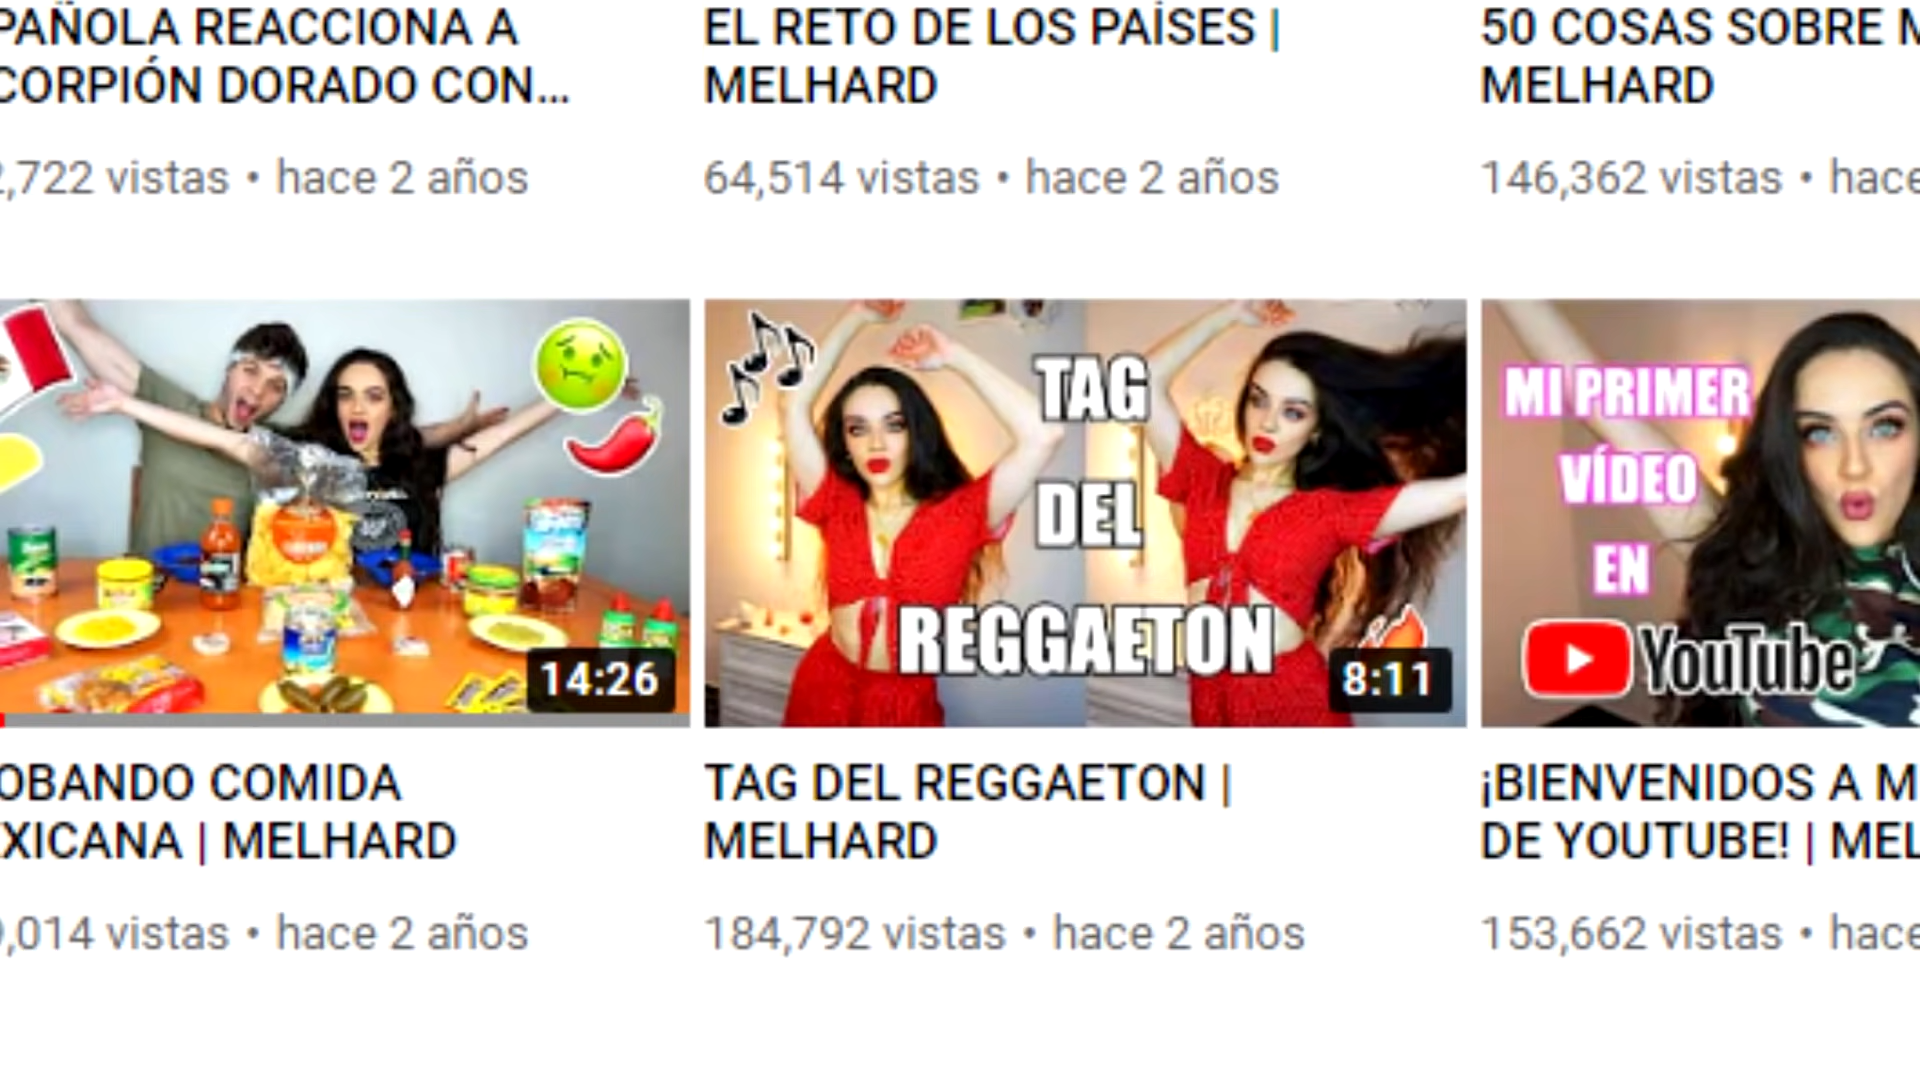 PAÑOLA REACCIONA A
CORPIÓN DORADO CON...
2,722 vistas • hace 2 años
EL RETO DE LOS PAÍSES |
MELHARD
64,514 vistas • hace 2 años
50 COSAS SOBRE M
MELHARD
146,362 vistas • hace
14:26
OBANDO COMIDA
XICANA | MELHARD
9,014 vistas • hace 2 años
TAG
DEL
REGGAETON
8:11
TAG DEL REGGAETON |
MELHARD
184,792 vistas • hace 2 años
MI PRIMER
VÍDEO
EN
YouTube
¡BIENVENIDOS A M
DE YOUTUBE! | MEL
153,662 vistas • hace